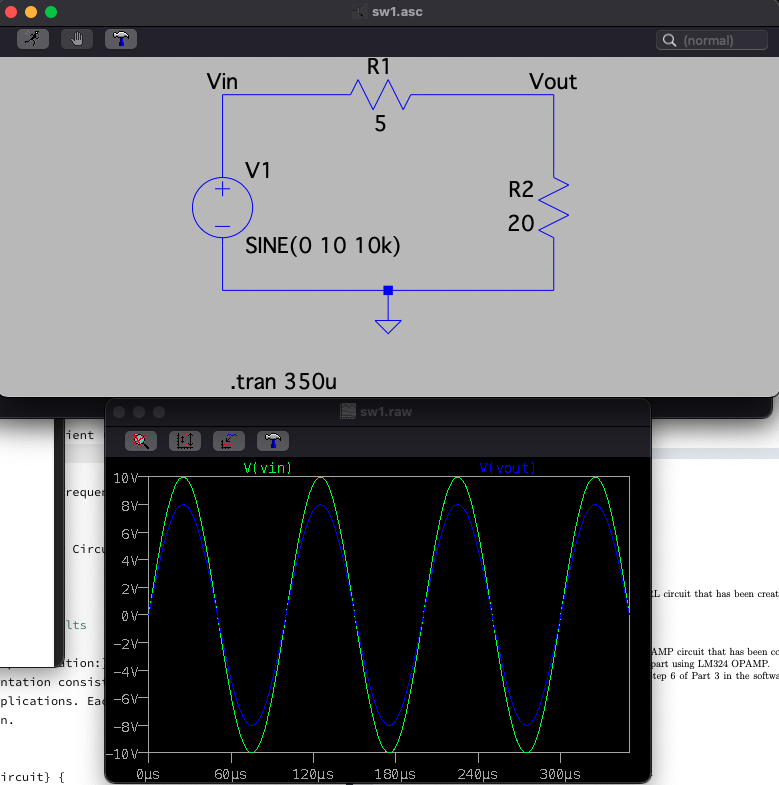 sw1.asc
(normal)
Vin
R1
Vout
5
V1
R2
20
SINE(0 10 10k)
.tran 350u
sw1.raw
ient
V(vin)
V(vout)
10V
8V
6V
4V
2V
0V
-2V
-4V
-6V
-8V
-10V
0µs
60µs
120µs
180µs
240µs
300µs
requen
Circu
RL circuit that has been creat
lts
AMP circuit that has been co
ation:}
part using LM324 OPAMP.
ntation consist
Step 6 of Part 3 in the softwa
plications. Eac
n.
ircuit} {